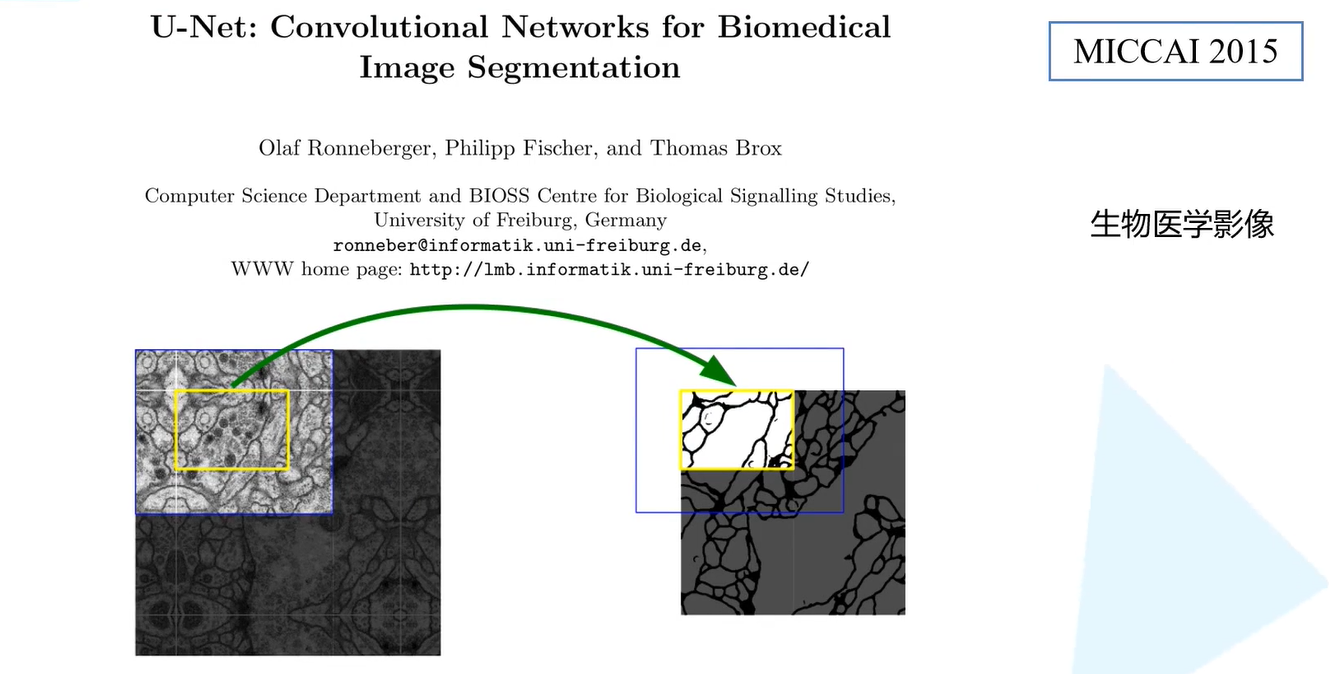 U-Net: Convolutional Networks for Biomedical
Image Segmentation
MICCAI 2015
Olaf Ronneberger, Philipp Fischer, and Thomas Brox
Computer Science Department and BIOSS Centre for Biological Signalling Studies,
University of Freiburg, Germany
ronneber@informatik.uni-freiburg.de,
WWW home page: http://lmb.informatik.uni-freiburg.de/
生物医学影像